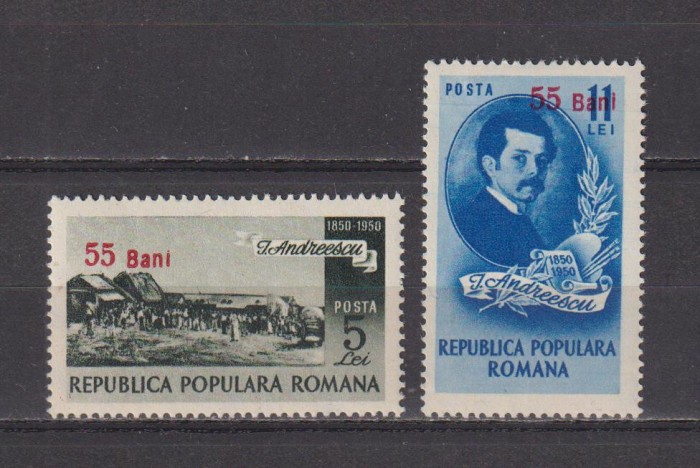 1850-1950
I.Andreescu
55 Bani
POSTA
5
Lei
REPUBLICA POPULARA ROMANA
POSTA
55 Bani
11
LEI
1850
1950
I.Andreescu
REPUBLICA POPULARA
ROMANA